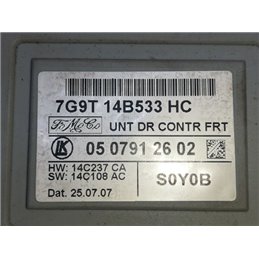 7G9T 14B533 HC
FoMoCo UNT DR CONTR FRT
LK 05 0791 26 02
HW: 14C237 CA
SW: 14C108 AC S0Y0B
Dat. 25.07.07